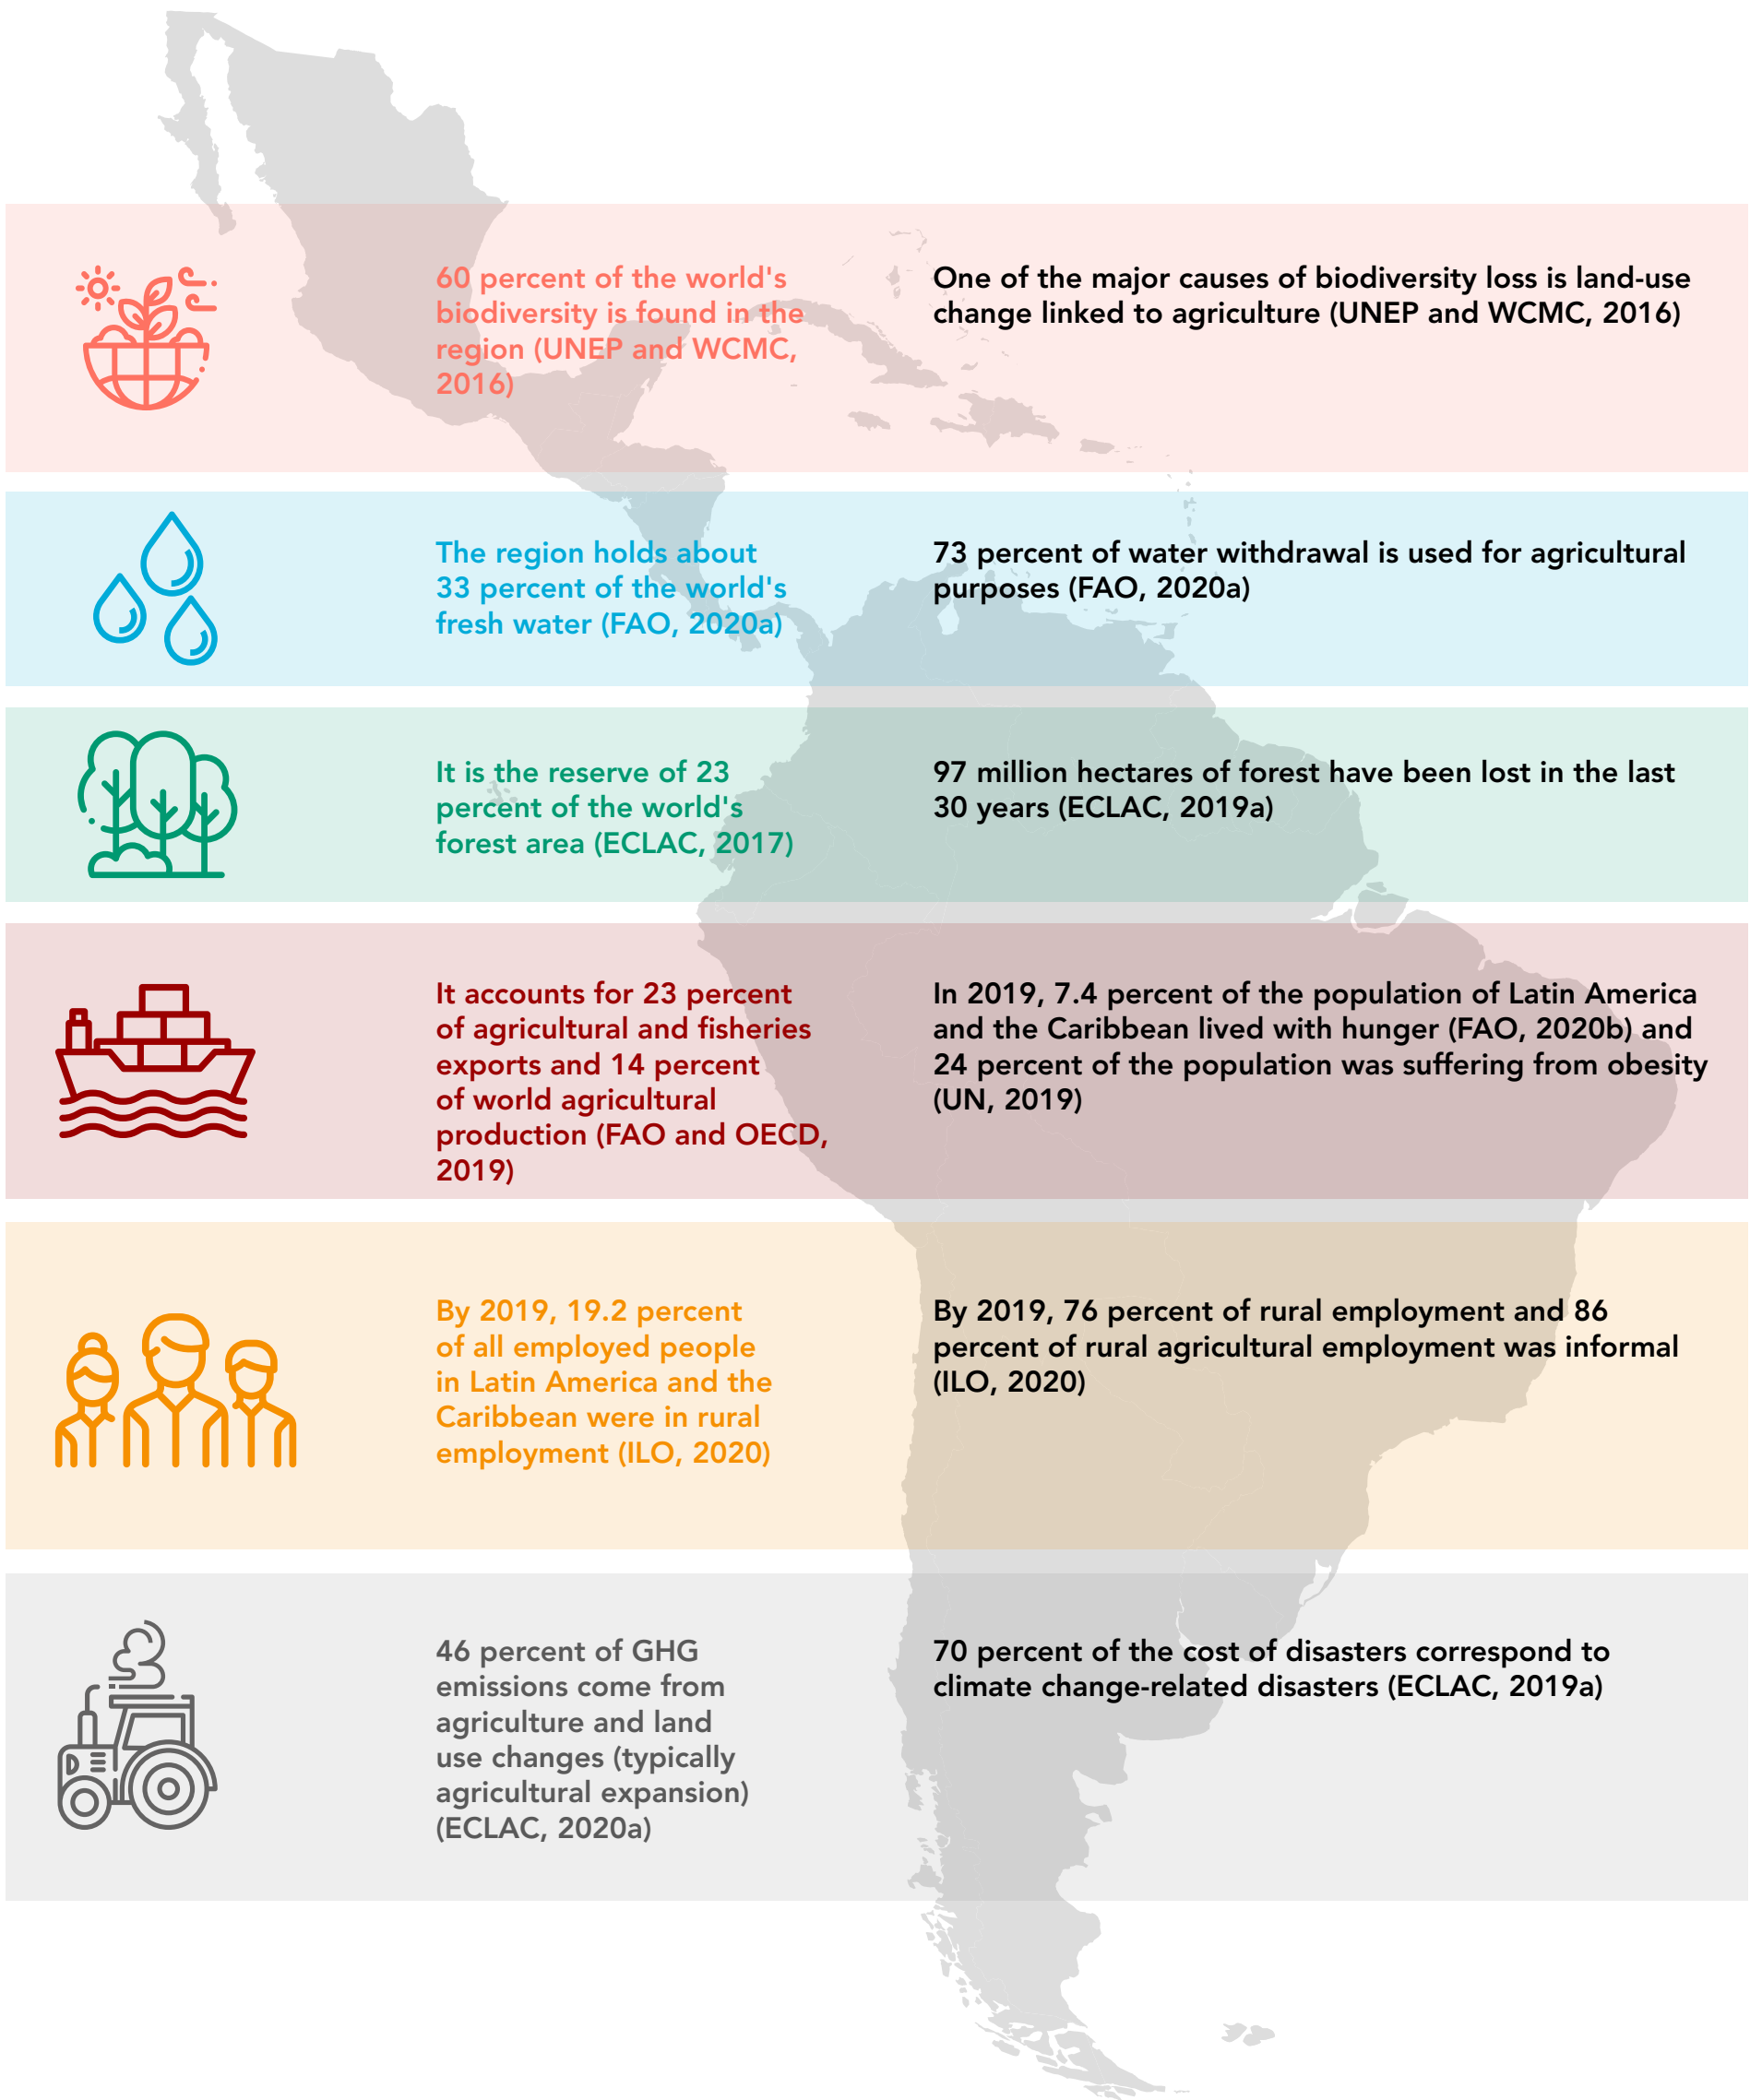 60 percent of the world's
biodiversity is found in the
region (UNEP and WCMC,
2016)
One of the major causes of biodiversity loss is land-use
change linked to agriculture (UNEP and WCMC, 2016)
The region holds about
33 percent of the world's
fresh water (FAO, 2020a)
73 percent of water withdrawal is used for agricultural
purposes (FAO, 2020a)
It is the reserve of 23
percent of the world's
forest area (ECLAC, 2017)
97 million hectares of forest have been lost in the last
30 years (ECLAC, 2019a)
It accounts for 23 percent
of agricultural and fisheries
exports and 14 percent
of world agricultural
production (FAO and OECD,
2019)
In 2019, 7.4 percent of the population of Latin America
and the Caribbean lived with hunger (FAO, 2020b) and
24 percent of the population was suffering from obesity
(UN, 2019)
By 2019, 19.2 percent
of all employed people
in Latin America and the
Caribbean were in rural
employment (ILO, 2020)
By 2019, 76 percent of rural employment and 86
percent of rural agricultural employment was informal
(ILO, 2020)
46 percent of GHG
emissions come from
agriculture and land
use changes (typically
agricultural expansion)
(ECLAC, 2020a)
70 percent of the cost of disasters correspond to
climate change-related disasters (ECLAC, 2019a)